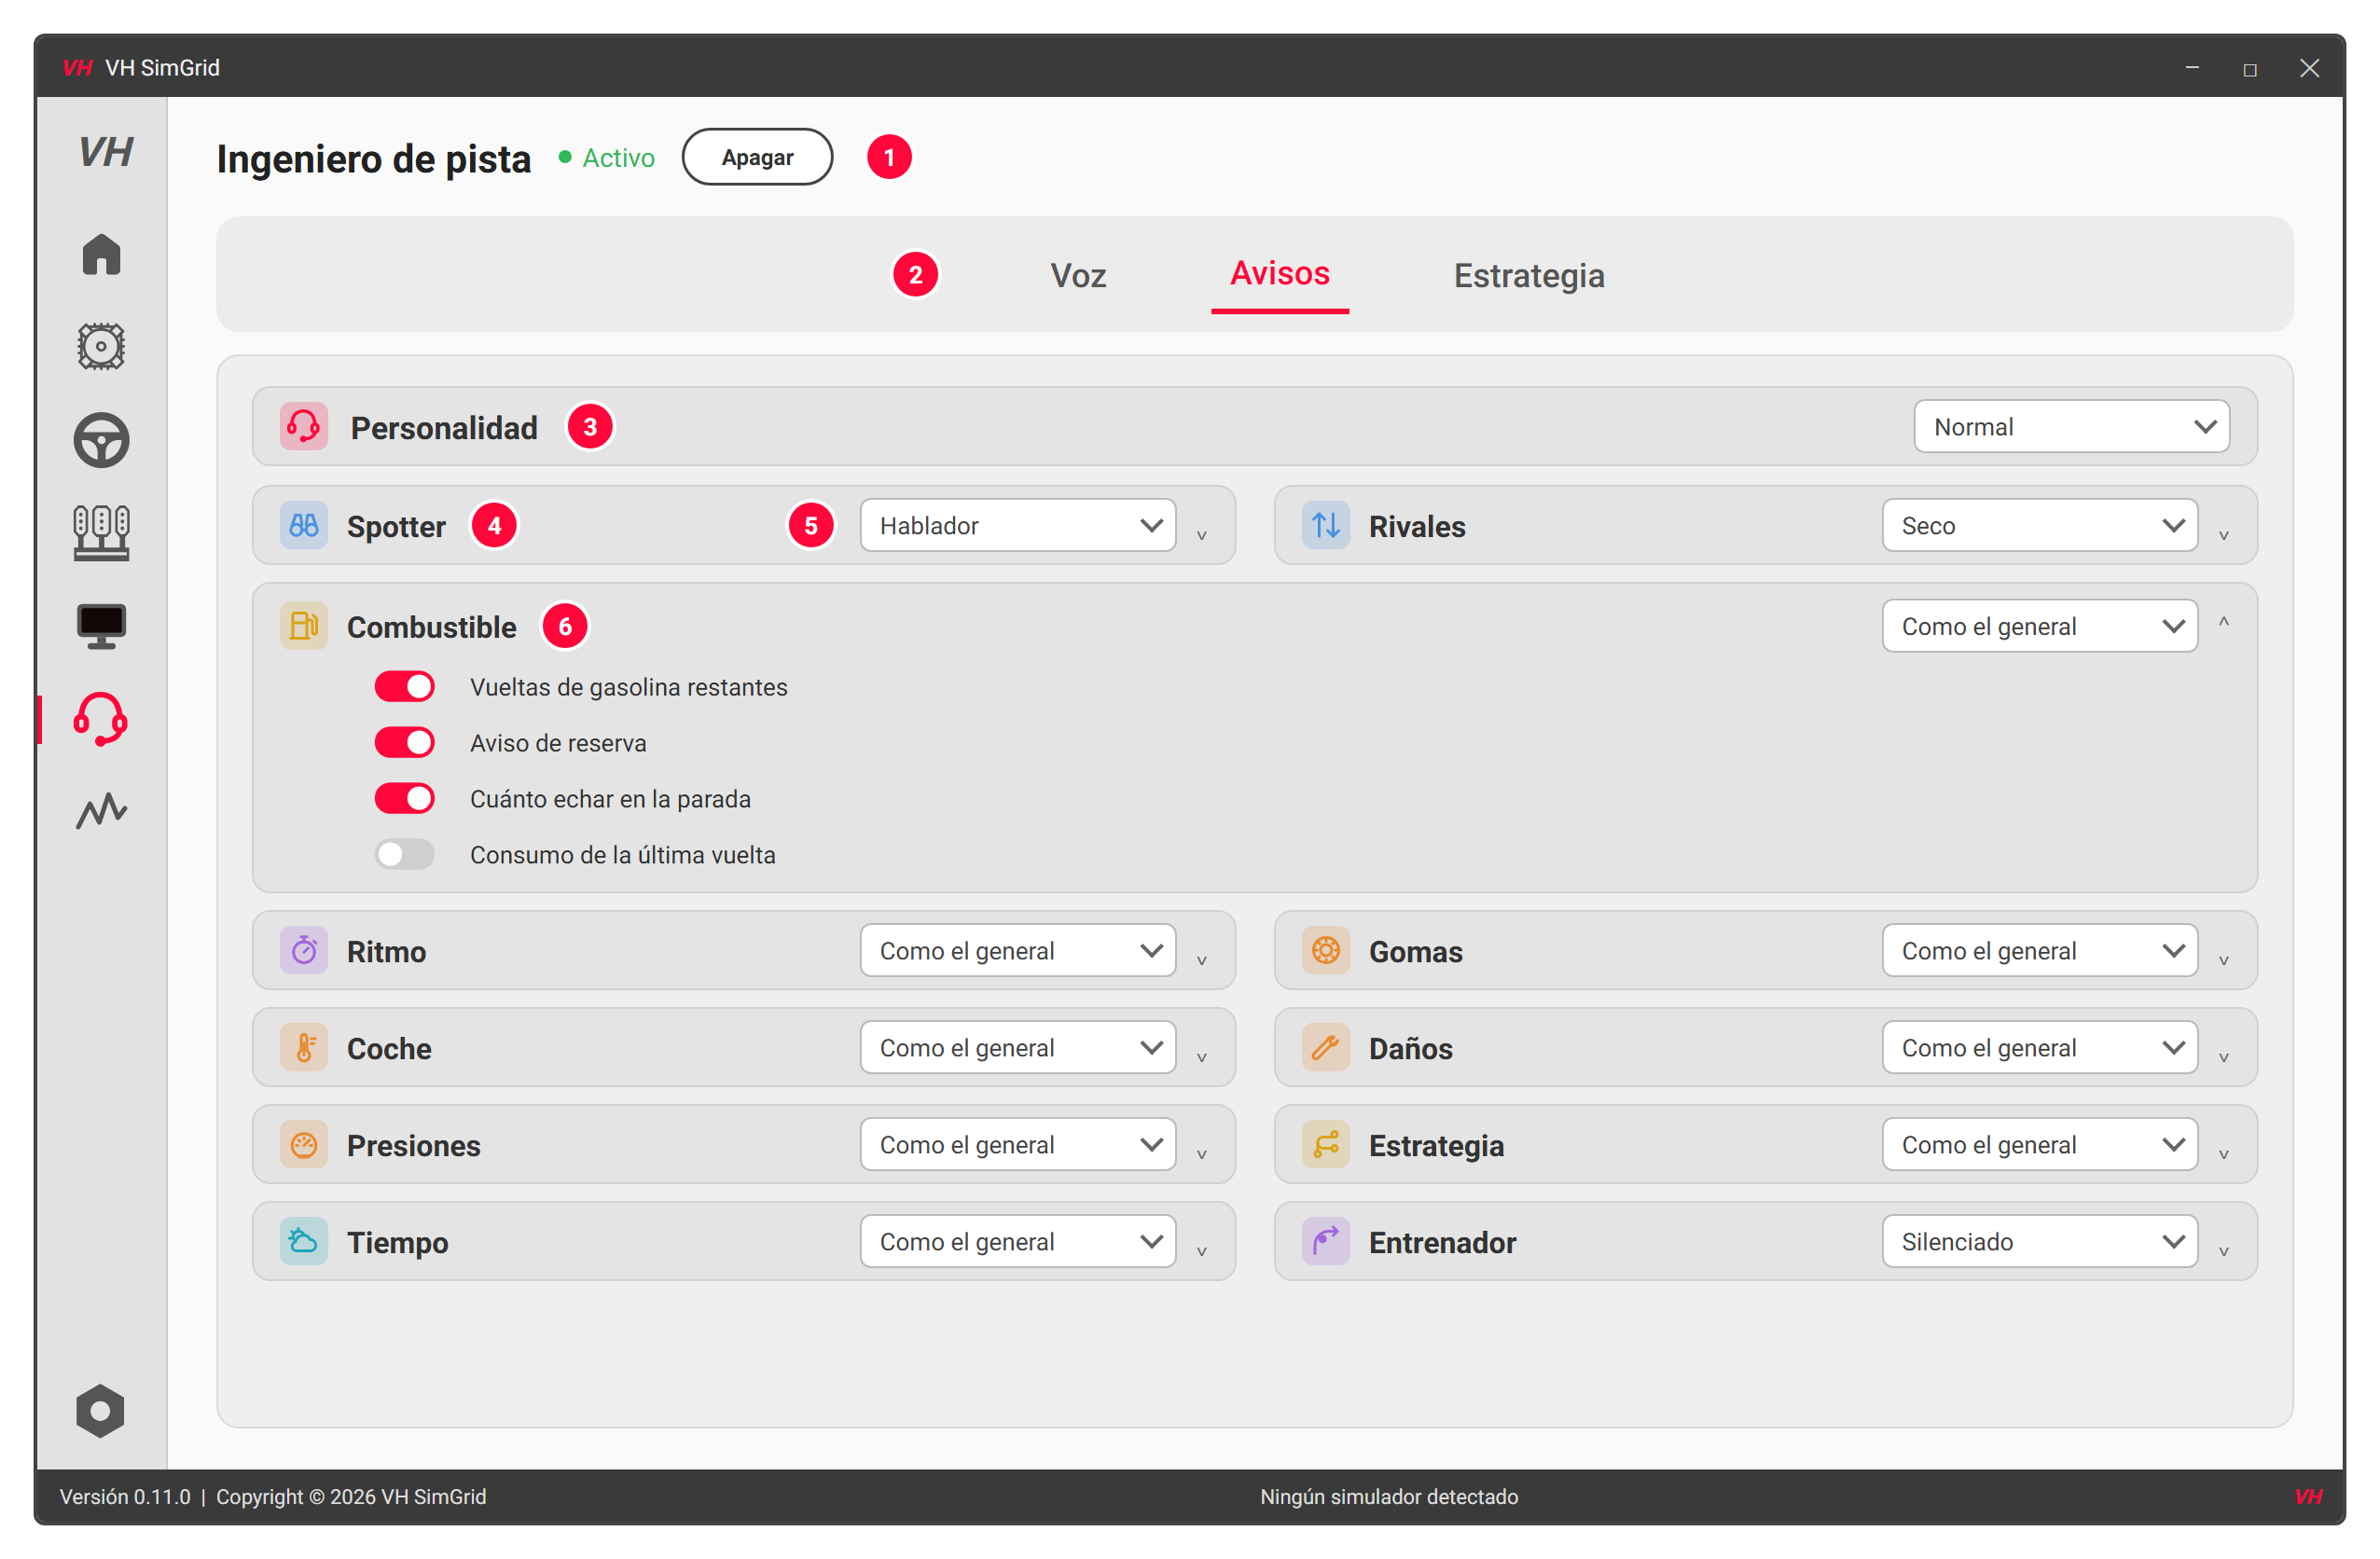 VH VH SimGrid
VH
Ingeniero de pista Activo Apagar 1
2 Voz Avisos Estrategia
Personalidad 3 Normal
Spotter 4 5 Hablador
Rivales Seco
Combustible 6 Como el general
Vueltas de gasolina restantes
Aviso de reserva
Cuánto echar en la parada
Consumo de la última vuelta
Ritmo Como el general
Gomas Como el general
Coche Como el general
Daños Como el general
Presiones Como el general
Estrategia Como el general
Tiempo Como el general
Entrenador Silenciado
Versión 0.11.0 | Copyright © 2026 VH SimGrid
Ningún simulador detectado
VH